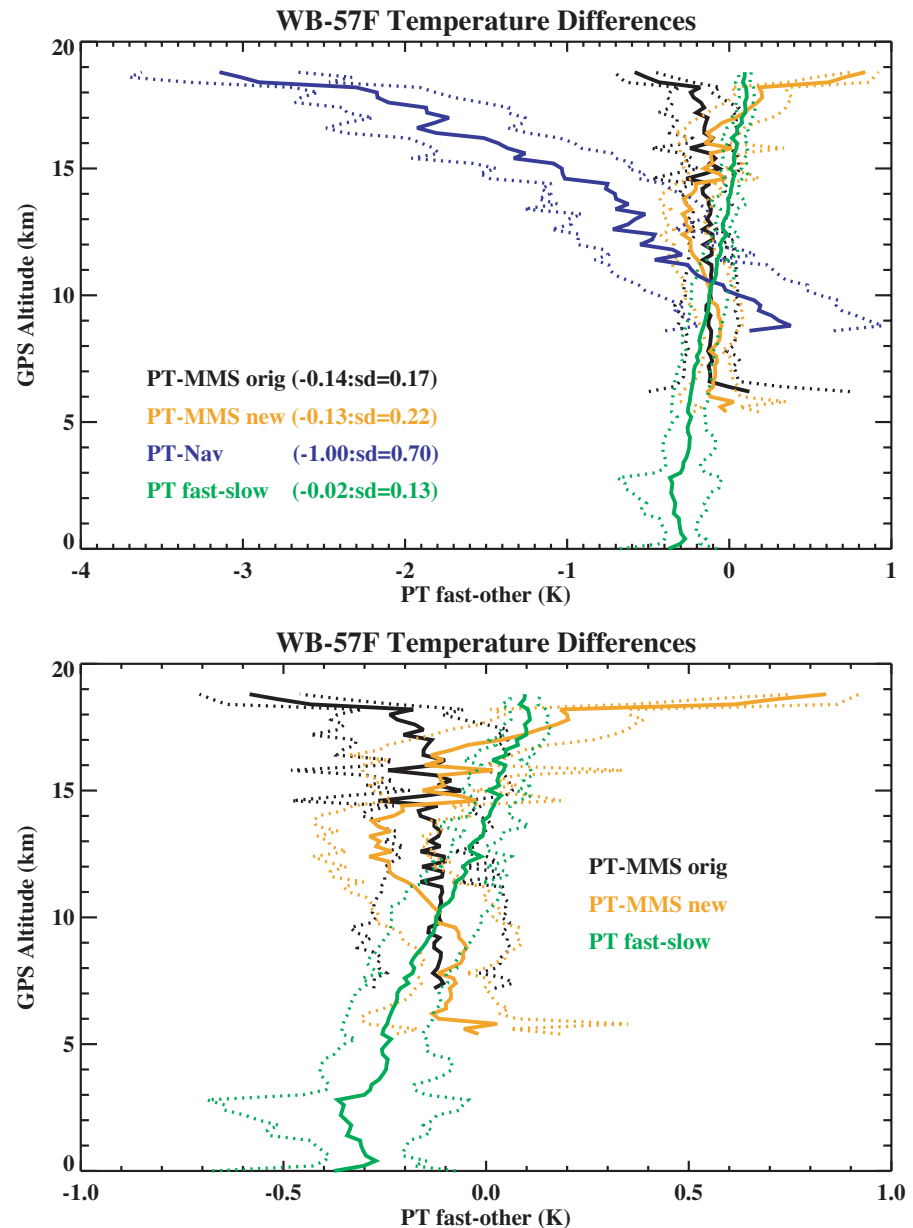 WB-57F Temperature Differences
20
15
10
5
0
GPS Altitude (km)
PT-MMS orig (-0.14:sd=0.17)
PT-MMS new (-0.13:sd=0.22)
PT-Nav (-1.00:sd=0.70)
PT fast-slow (-0.02:sd=0.13)
-4 -3 -2 -1 0 1
PT fast-other (K)
WB-57F Temperature Differences
20
15
10
5
0
GPS Altitude (km)
PT-MMS orig
PT-MMS new
PT fast-slow
-1.0 -0.5 0.0 0.5 1.0
PT fast-other (K)